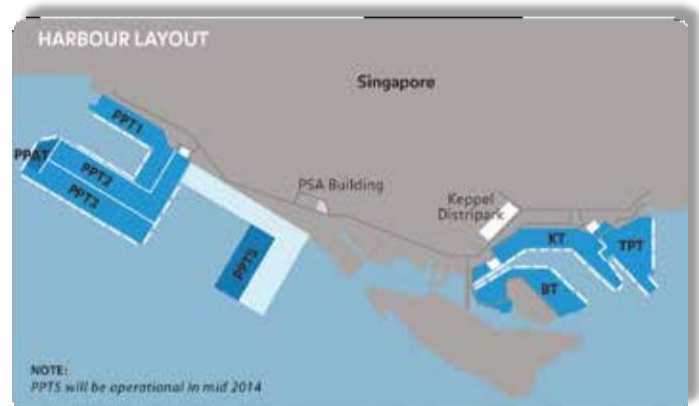 HARBOUR LAYOUT
Singapore
PPT1
PPAT
PPT2
PPT3
PSA Building
Keppel
Distripark
PPT5
KT
TPT
BT
NOTE:
PPT5 will be operational in mid 2014